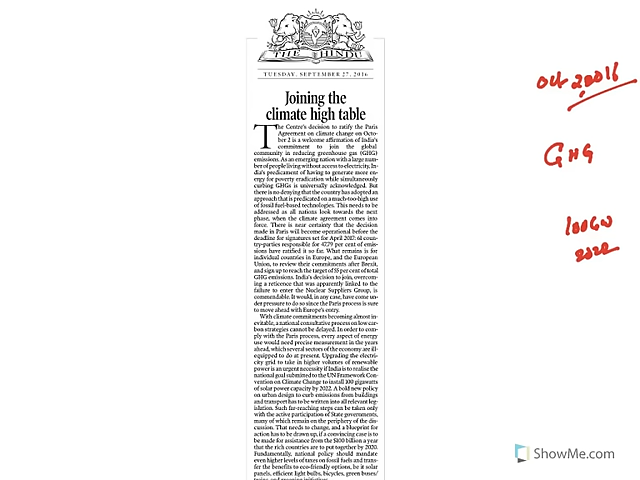 THE HINDU
TUESDAY, SEPTEMBER 27, 2016
Joining the
climate high table
The Centre's decision to ratify the Paris
Agreement on climate change on Octo-
ber 2 is a welcome affirmation of India's
commitment to join the global
community in reducing greenhouse gas (GHG)
emissions. As an emerging nation with a large num-
ber of people living without access to electricity, In-
dia's predicament of having to generate more en-
ergy for poverty eradication while simultaneously
curbing GHGs is universally acknowledged. But
there is no denying that the country has adopted an
approach that is predicated on a much-too-high use
of fossil fuel-based technologies. This needs to be
addressed as all nations look towards the next
phase, when the climate agreement comes into
force. There is near certainty that the decision
made in Paris will become operational before the
deadline for signatures set for April 2017: 61 coun-
try-parties responsible for 47.79 per cent of emis-
sions have ratified it so far. What remains is for
individual countries in Europe, and the European
Union, to review their commitments after Brexit,
and sign up to reach the target of 55 per cent of total
GHG emissions. India's decision to join, overcom-
ing a reticence that was apparently linked to the
failure to enter the Nuclear Suppliers Group, is
commendable. It would, in any case, have come un-
der pressure to do so since the Paris process is sure
to move ahead with Europe's entry.
With climate commitments becoming almost in-
evitable, a national consultative process on low car-
bon strategies cannot be delayed. In order to com-
ply with the Paris process, every aspect of energy
use would need precise measurement in the years
ahead, which several sectors of the economy are ill-
equipped to do at present. Upgrading the electri-
city grid to take in higher volumes of renewable
power is an urgent necessity if India is to realise the
national goal submitted to the UN Framework Con-
vention on Climate Change to install 100 gigawatts
of solar power capacity by 2022. A bold new policy
on urban design to curb emissions from buildings
and transport has to be written into all relevant leg-
islation. Such far-reaching steps can be taken only
with the active participation of State governments,
many of which remain on the periphery of the dis-
cussion. That needs to change, and a blueprint for
action has to be drawn up, if a convincing case is to
be made for assistance from the $100 billion a year
that the rich countries are to put together by 2020.
Fundamentally, national policy should mandate
even higher levels of taxes on fossil fuels and trans-
fer the benefits to eco-friendly options, be it solar
panels, efficient light bulbs, bicycles, green buses/
Oct 2, 2016
GHG
100GW
2022
ShowMe.com